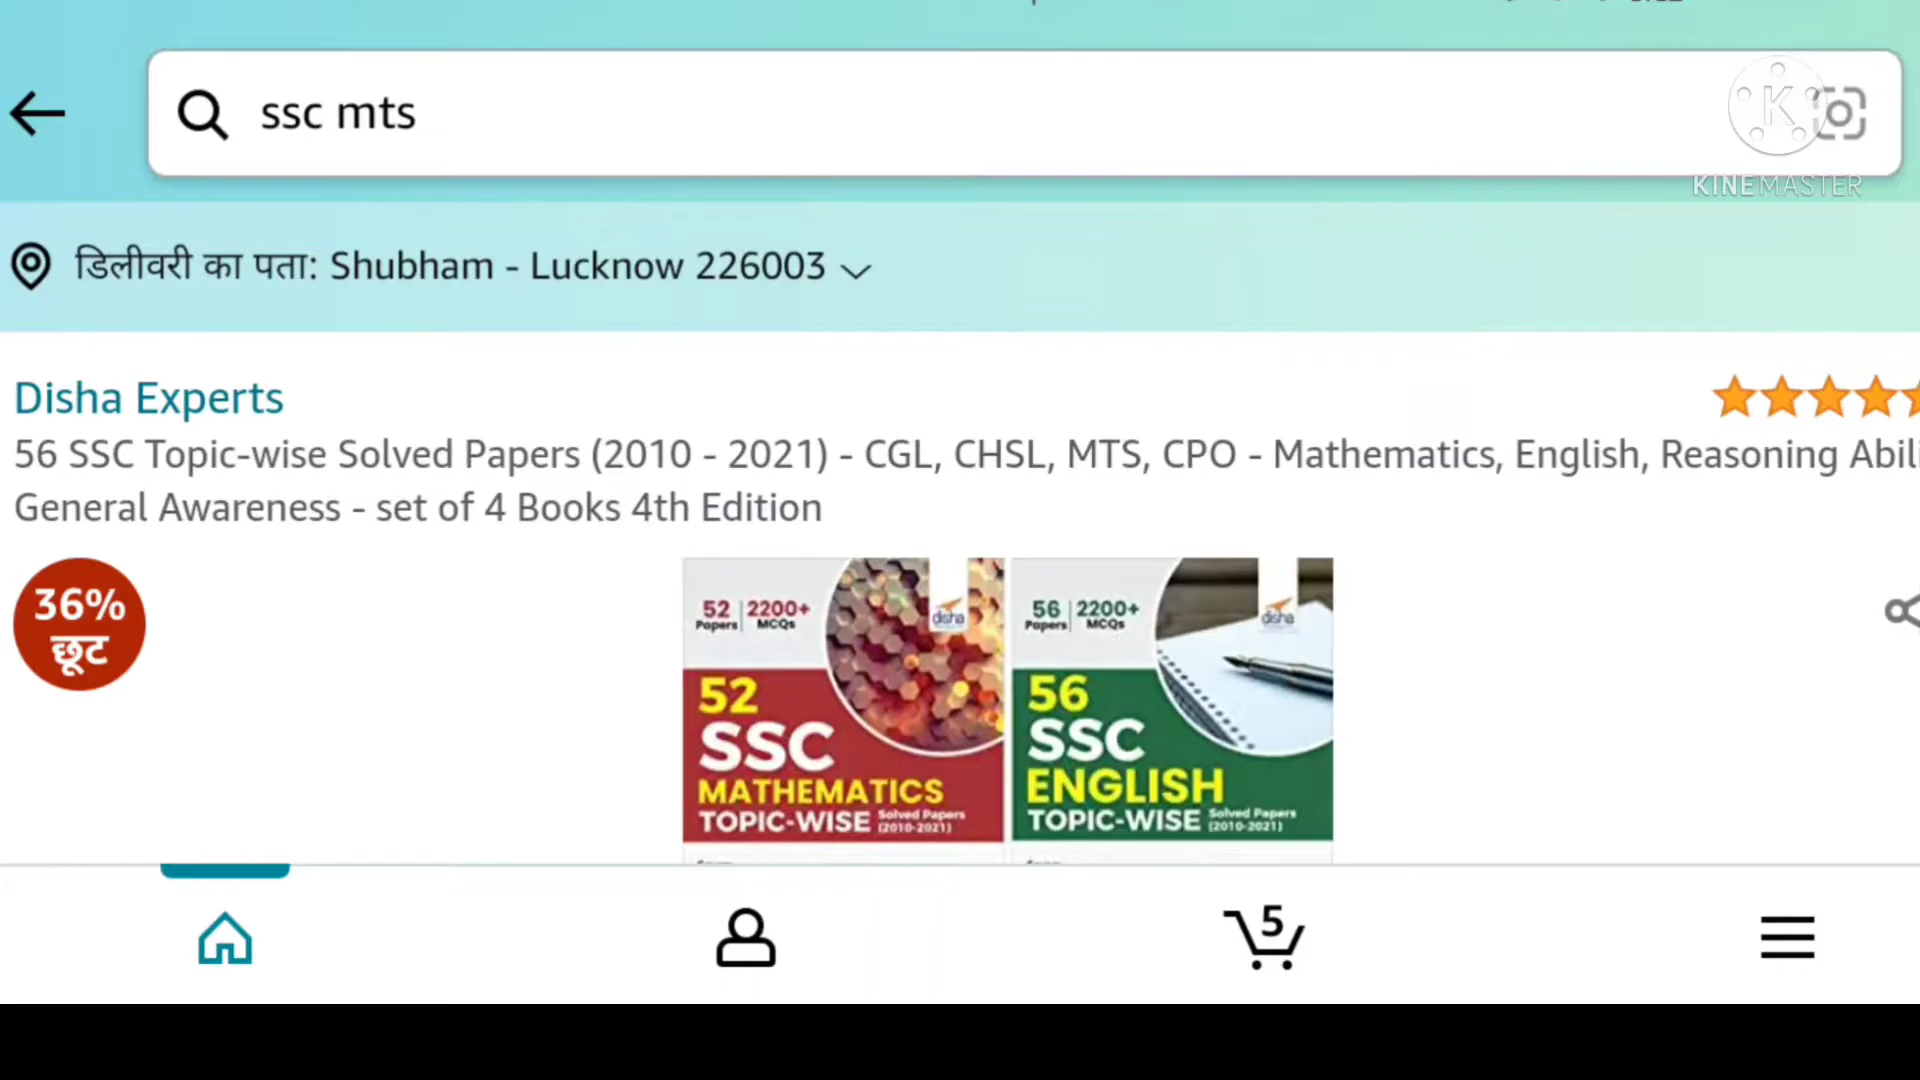 ssc mts
K
KINEMASTER
डिलीवरी का पता: Shubham - Lucknow 226003
Disha Experts
56 SSC Topic-wise Solved Papers (2010 - 2021) - CGL, CHSL, MTS, CPO - Mathematics, English, Reasoning Abili
General Awareness - set of 4 Books 4th Edition
36%
छूट
52 Papers 2200+ MCQs
disha
52
SSC
MATHEMATICS
TOPIC-WISE Solved Papers (2010-2021)
56 Papers 2200+ MCQs
disha
56
SSC
ENGLISH
TOPIC-WISE Solved Papers (2010-2021)
5